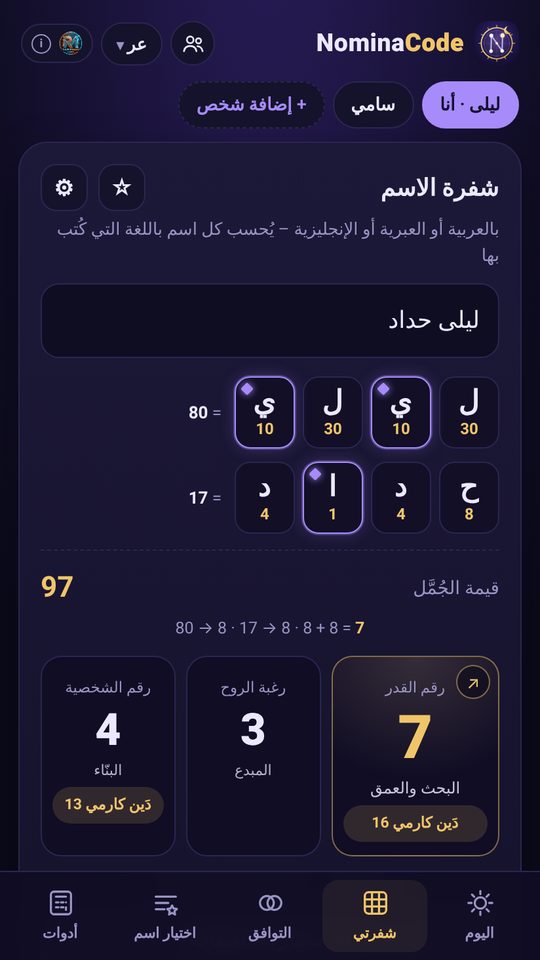 NominaCode
عر ▾
ليلى · أنا
سامي
+ إضافة شخص
شفرة الاسم
بالعربية أو العبرية أو الإنجليزية – يُحسب كل اسم باللغة التي كُتب
بها
ليلى حداد
ل ي ل ي
30 10 30 10 = 80
ح د ا د
8 4 1 4 = 17
قيمة الجُمَّل 97
80 → 8 · 17 → 8 · 8 + 8 = 7
رقم القدر
7
البحث والعمق
دَين كارمي 16
رغبة الروح
3
المبدع
رقم الشخصية
4
البنّاء
دَين كارمي 13
اليوم
شفرتي
التوافق
اختيار اسم
أدوات